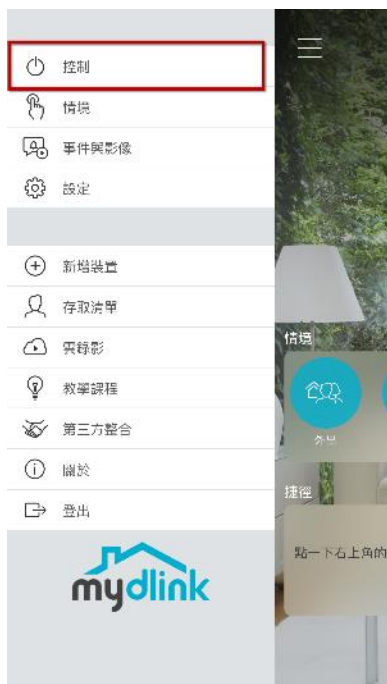 控制
情境
事件與影像
設定
新增裝置
存取清單
雲錄影
教學課程
第三方整合
關於
登出
mydlink
情境
外出
捷徑
點一下右上角的